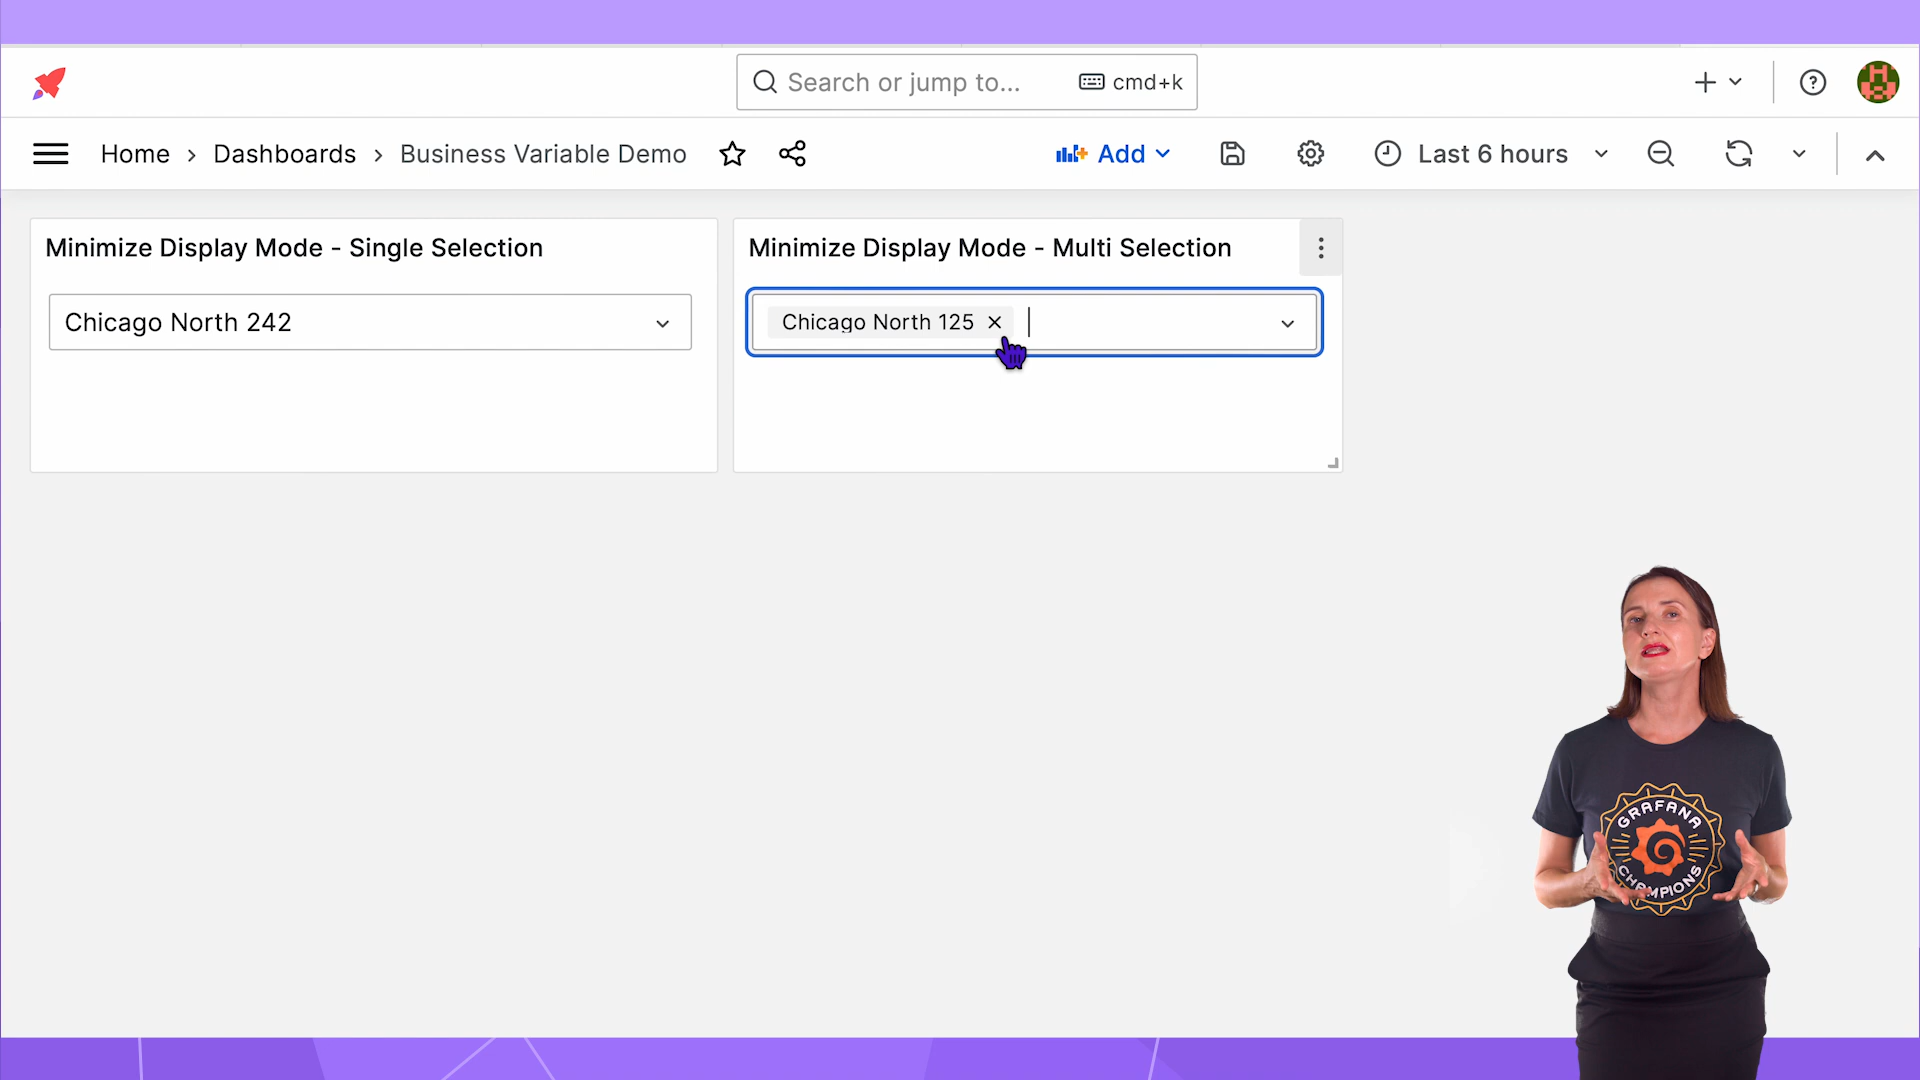 Search or jump to... cmd+k
Home › Dashboards › Business Variable Demo Add Last 6 hours
Minimize Display Mode - Single Selection
Minimize Display Mode - Multi Selection
Chicago North 242
Chicago North 125
GRAFANA
CHAMPIONS